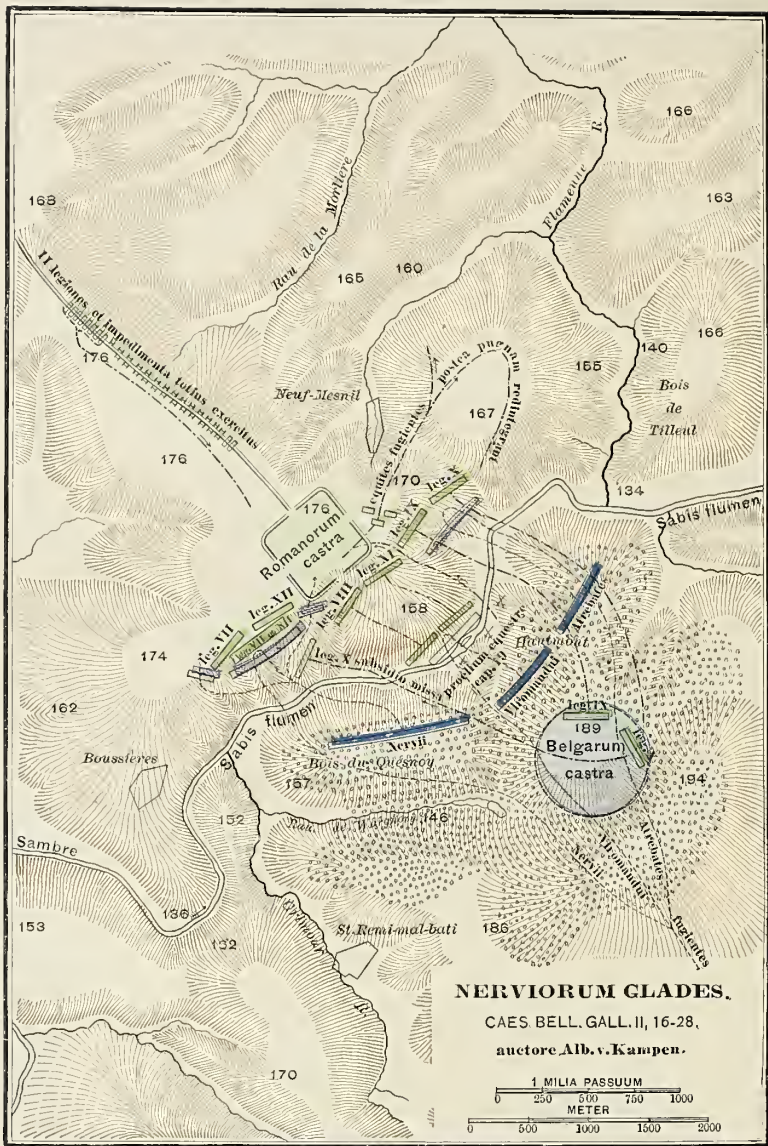 166
168
163
Rau de la Mortiere
Flamenne R.
165
160
II legiones et impedimenta totius exercitus
176
140
166
155
Bois
de
Tilleul
Neuf-Mesnil
equites fugientes
postea pugnam redintegrant
167
176
170
leg. X
134
Sabis flumen
176
Romanorum
castra
leg. IX
leg. XI
leg. XII
leg. VIII
leg. VII
158
Atrebates
Hautmont
174
leg. X subsidio missa
proelium equestre
Viromandui
162
leg. IX
189
Sabis flumen
Nervii
Belgarum
castra
Boussieres
Bois du Quesnoy
157
194
152
146
Sambre
Atrebates
Viromandui
Nervii
fugientes
136
153
132
St. Remi-mal-bati
186
R.
170
NERVIORUM GLADES.
CAES. BELL. GALL. II, 16-28,
auctore Alb. v. Kampen.
1 MILIA PASSUUM
0 250 500 750 1000
METER
0 500 1000 1500 2000